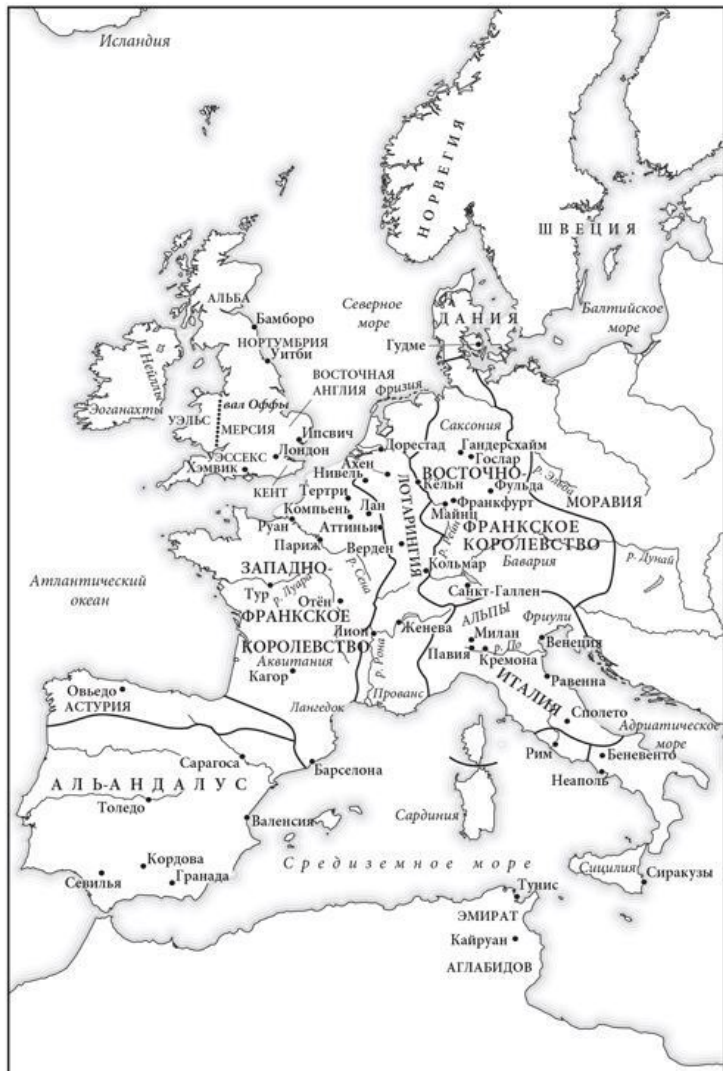 Исландия
НОРВЕГИЯ
ШВЕЦИЯ
АЛЬБА
Северное
море
ДАНИЯ
Балтийское
море
Бамборо
Гудме
НОРТУМБРИЯ
Уитби
И Нейллы
ВОСТОЧНАЯ
АНГЛИЯ
Фризия
Эоганахты
УЭЛЬС
вал Оффы
МЕРСИЯ
Саксония
Ипсвич
Дорестад
Гандерсхайм
Гослар
УЭССЕКС
Лондон
Хэмвик
КЕНТ
Ахен
Нивель
Кёльн
ВОСТОЧНО-
Фульда
р. Эльба
МОРАВИЯ
Тертри
Компьень
Лан
ЛОТАРИНГИЯ
Франкфурт
Майнц
Руан
Аттиньи
ФРАНКСКОЕ
КОРОЛЕВСТВО
р. Рейн
Париж
Верден
р. Сена
Кольмар
Бавария
р. Дунай
Атлантический
океан
ЗАПАДНО-
Тур
р. Луара
Отён
ФРАНКСКОЕ
КОРОЛЕВСТВО
Санкт-Галлен
АЛЬПЫ
Фриули
Лион
Женева
Милан
Венеция
р. Рона
Павия
р. По
Кремона
Аквитания
Кагор
Равенна
ИТАЛИЯ
Овьедо
АСТУРИЯ
Прованс
Лангедок
Сполето
Адриатическое
море
Сарагоса
Барселона
Рим
Беневенто
Неаполь
АЛЬ-АНДАЛУС
Толедо
Валенсия
Сардиния
Кордова
Севилья
Гранада
Средиземное море
Сицилия
Сиракузы
Тунис
ЭМИРАТ
Кайруан
АГЛАБИДОВ